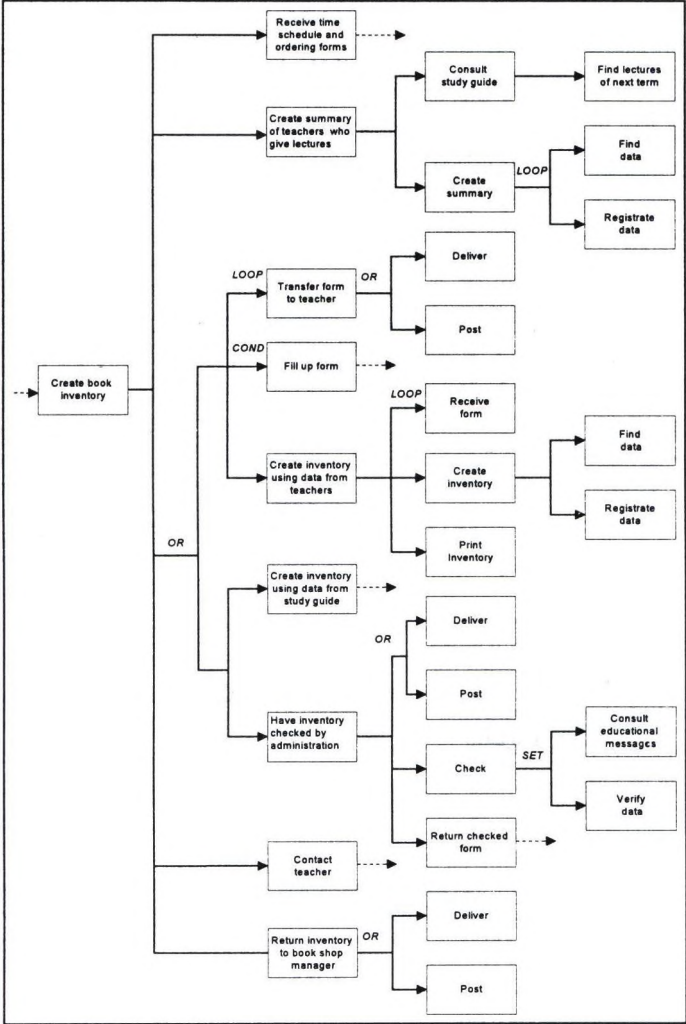 Receive time
schedule and
ordering forms
Consult
study guide
Find lectures
of next term
Create summary
of teachers who
give lectures
Find
data
LOOP
Create
summary
Registrate
data
Deliver
LOOP
Transfer form
to teacher
OR
Post
COND
Fill up form
Create book
inventory
LOOP
Receive
form
Find
data
Create inventory
using data from
teachers
Create
inventory
Registrate
data
OR
Print
Inventory
Create inventory
using data from
study guide
Deliver
OR
Post
Have inventory
checked by
administration
Consult
educational
messages
Check
SET
Verify
data
Return checked
form
Contact
teacher
Deliver
Return inventory
to book shop
manager
OR
Post